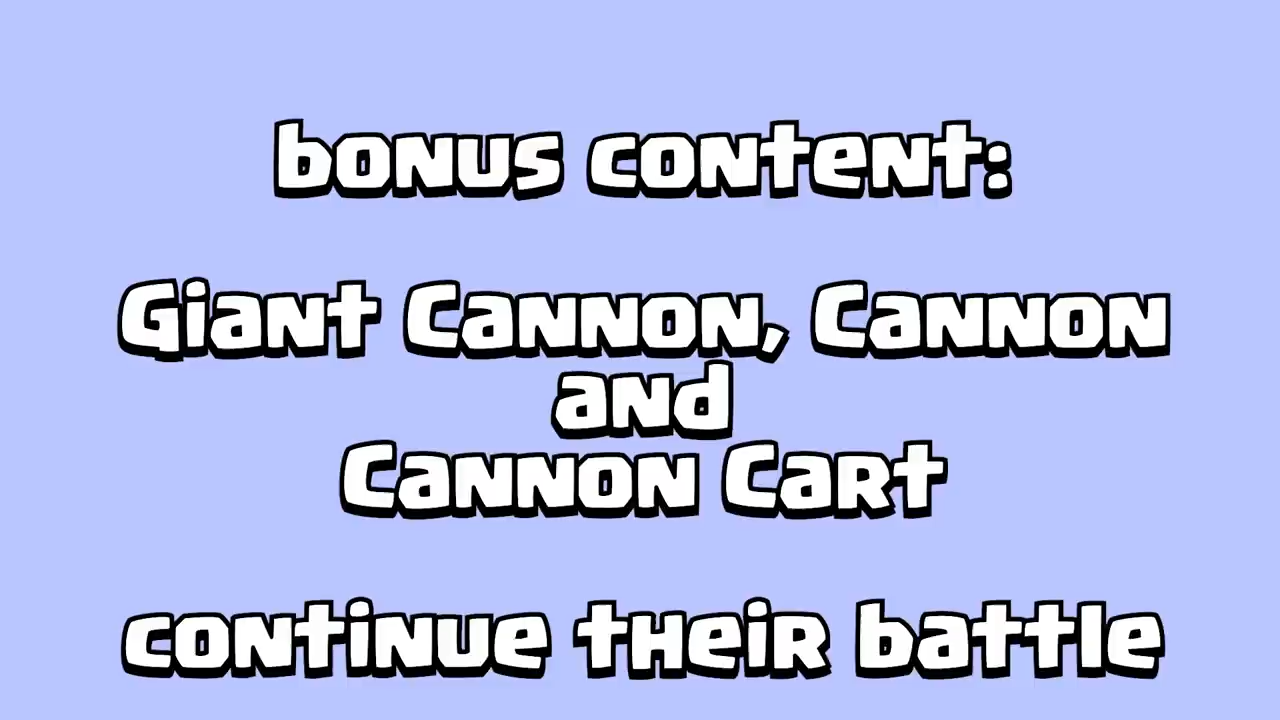 bonus content:
Giant Cannon, Cannon
and
Cannon Cart
continue their battle